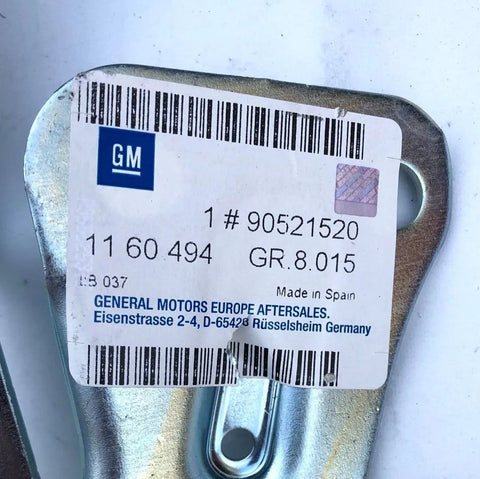 GM
1 # 90521520
11 60 494 GR.8.015
037
Made in Spain
GENERAL MOTORS EUROPE AFTERSALES.
Eisenstrasse 2-4, D-65428 Rüsselsheim Germany